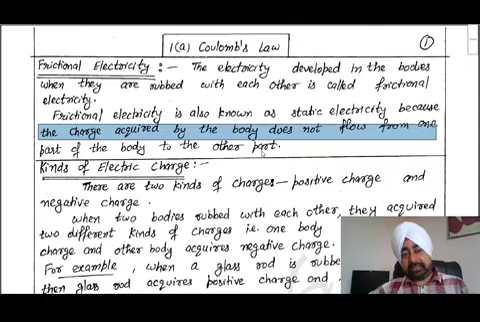 1(a) Coulomb's Law
1
Frictional Electricity :- The electricity developed in the bodies
when they are rubbed with each other is called frictional
electricity.
Frictional electricity is also known as static electricity because
the charge acquired by the body does not flow from one
part of the body to the other part.
Kinds of Electric Charge :-
There are two kinds of charges - positive charge and
negative charge.
When two bodies rubbed with each other, they acquired
two different kinds of charges i.e. one body
charge and other body acquires negative charge.
For example, when a glass rod is rubbe
then glass rod acquires positive charge and